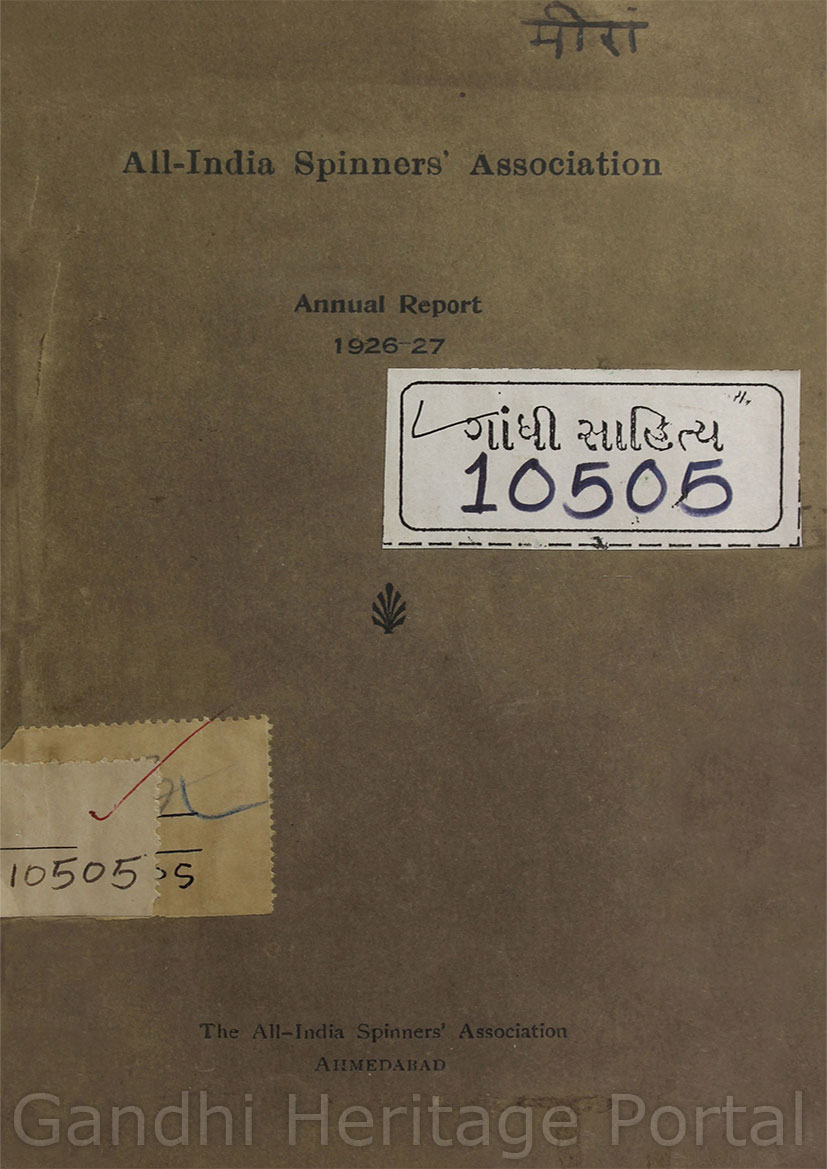 मीरां
All-India Spinners' Association
Annual Report
1926-27
ગાંધી સાહિત્ય
10505
10505
05
The All-India Spinners' Association
AHMEDABAD
Gandhi Heritage Portal